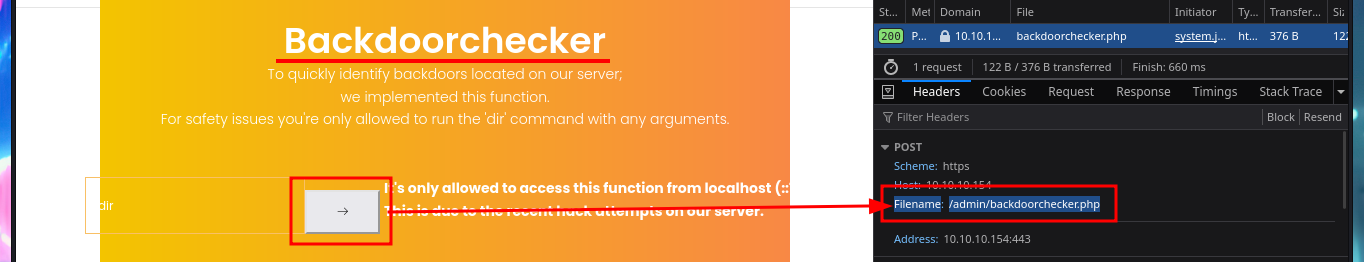 Backdoorchecker
To quickly identify backdoors located on our server;
we implemented this function.
For safety issues you're only allowed to run the 'dir' command with any arguments.
dir
→
It's only allowed to access this function from localhost (::
This is due to the recent hack attempts on our server.
St... Met Domain File Initiator Ty... Transfer... Siz
200 P... 10.10.1... backdoorchecker.php system.j... ht... 376 B 122
1 request 122 B / 376 B transferred Finish: 660 ms
Headers Cookies Request Response Timings Stack Trace
Filter Headers Block Resend
POST
Scheme: https
Host: 10.10.10.154
Filename: /admin/backdoorchecker.php
Address: 10.10.10.154:443